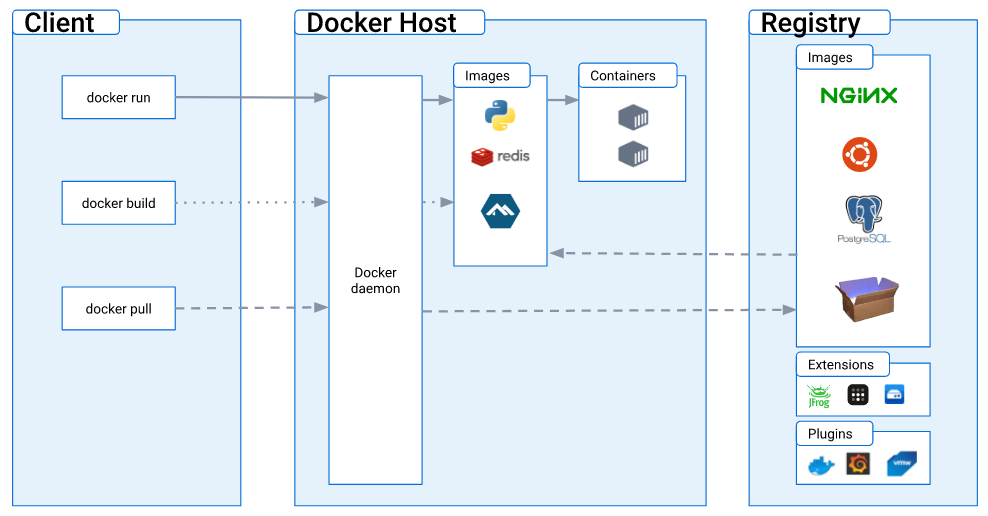 Client
docker run
docker build
docker pull
Docker Host
Docker
daemon
Images
redis
Containers
Registry
Images
NGINX
PostgreSQL
Extensions
JFrog
Plugins
vmw